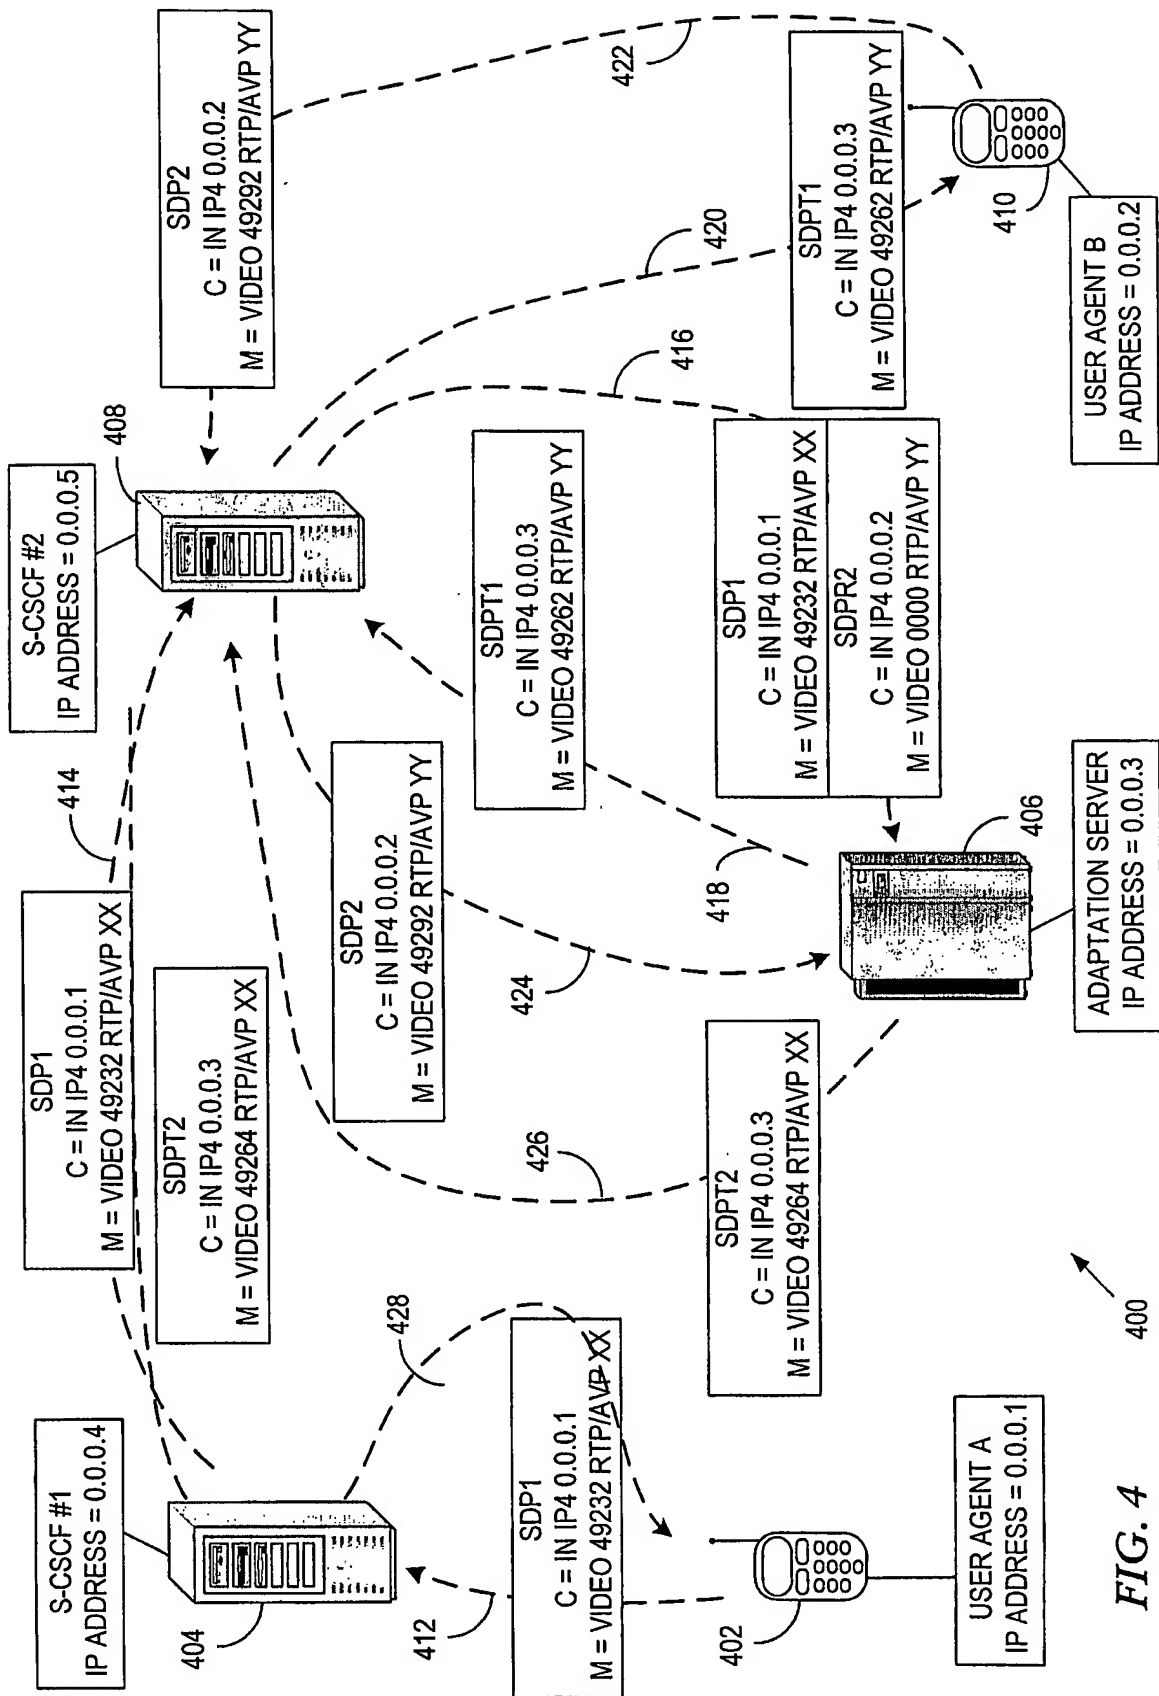 S-CSCF #1
IP ADDRESS = 0.0.0.4
404
412
SDP1
C = IN IP4 0.0.0.1
M = VIDEO 49232 RTP/AVP XX
402
USER AGENT A
IP ADDRESS = 0.0.0.1
428
SDP1
C = IN IP4 0.0.0.1
M = VIDEO 49232 RTP/AVP XX
414
SDPT2
C = IN IP4 0.0.0.3
M = VIDEO 49264 RTP/AVP XX
S-CSCF #2
IP ADDRESS = 0.0.0.5
408
SDP2
C = IN IP4 0.0.0.2
M = VIDEO 49292 RTP/AVP YY
422
SDP2
C = IN IP4 0.0.0.2
M = VIDEO 49292 RTP/AVP YY
424
426
SDPT2
C = IN IP4 0.0.0.3
M = VIDEO 49264 RTP/AVP XX
SDPT1
C = IN IP4 0.0.0.3
M = VIDEO 49262 RTP/AVP YY
418
416
420
SDP1
C = IN IP4 0.0.0.1
M = VIDEO 49232 RTP/AVP XX
SDPR2
C = IN IP4 0.0.0.2
M = VIDEO 0000 RTP/AVP YY
406
ADAPTATION SERVER
IP ADDRESS = 0.0.0.3
SDPT1
C = IN IP4 0.0.0.3
M = VIDEO 49262 RTP/AVP YY
410
USER AGENT B
IP ADDRESS = 0.0.0.2
400
FIG. 4